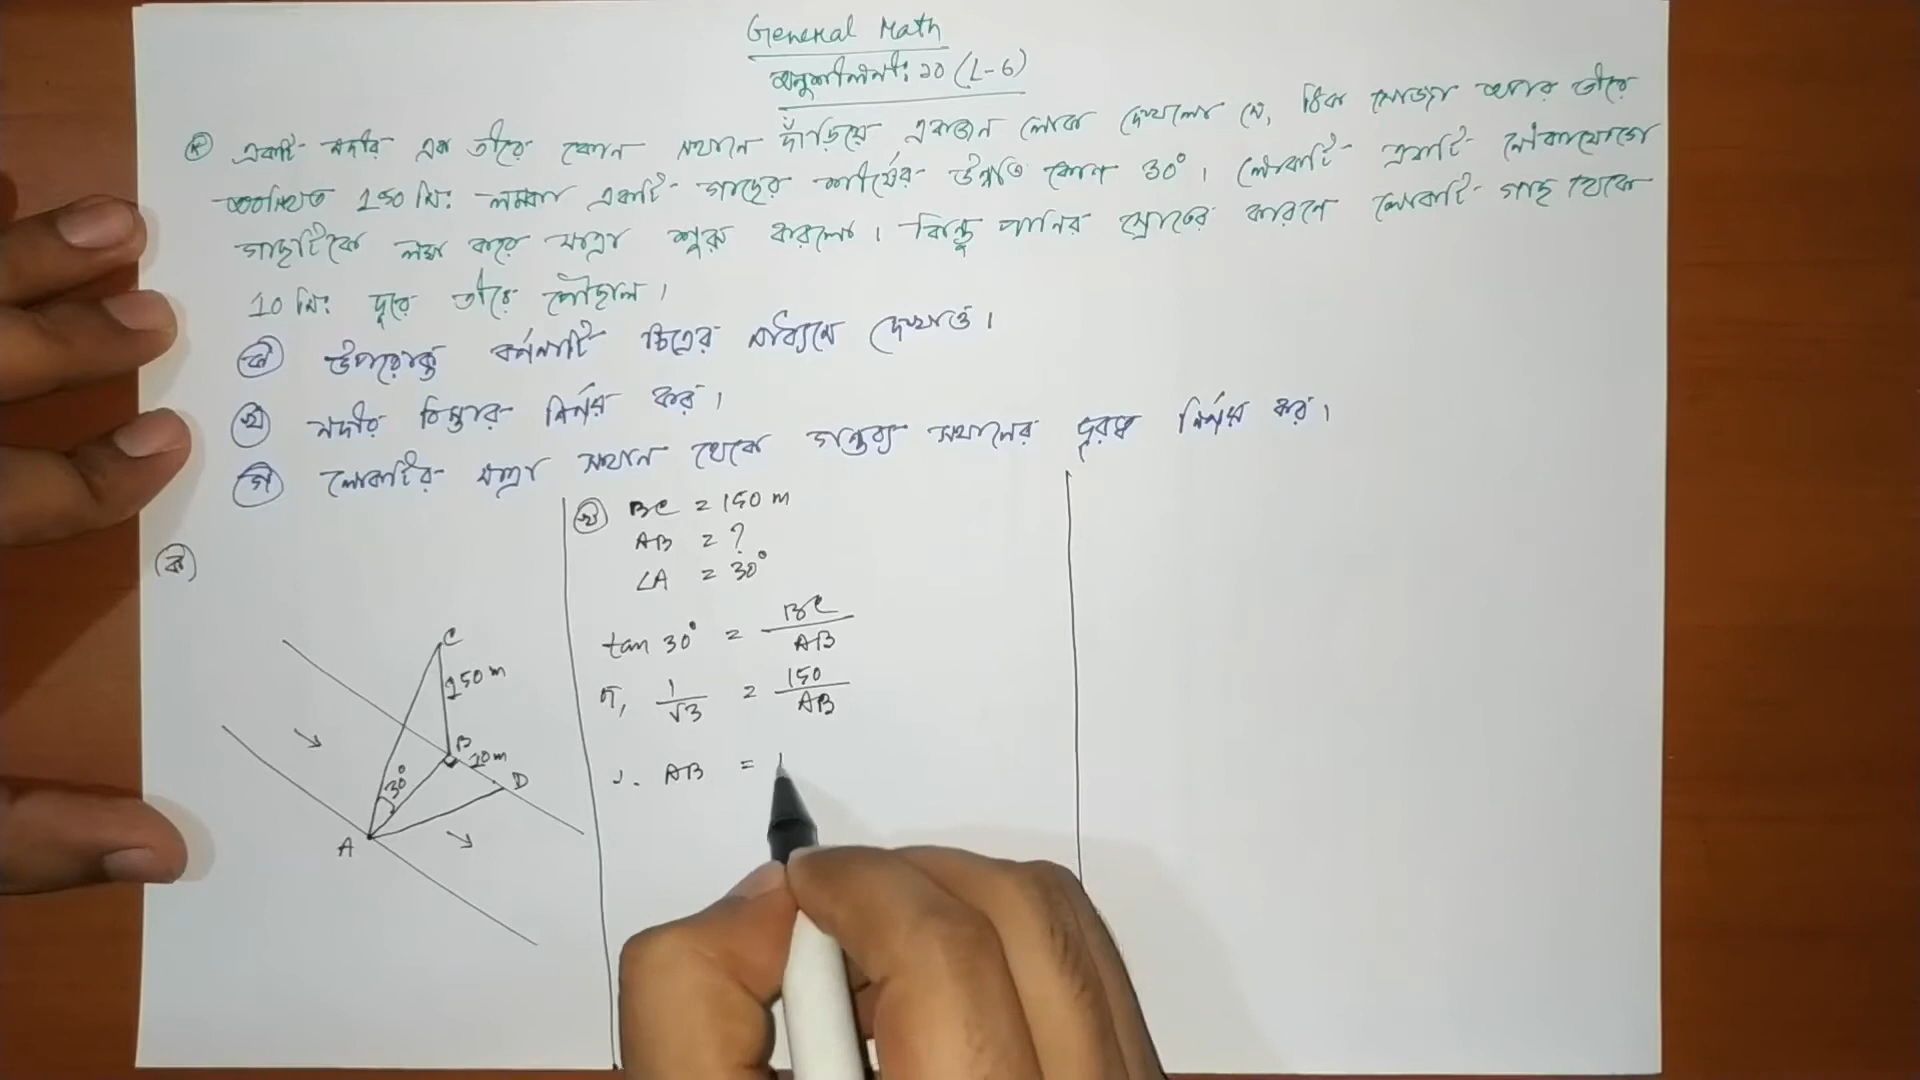 General Math
অনুশীলনী: ১০ (L-6)
একটি নদীর এক তীরে কোন স্থানে দাঁড়িয়ে একজন লোক দেখলো যে, ঠিক সোজা অপর তীরে
অবস্থিত 150 মি: লম্বা একটি গাছের শীর্ষের উন্নতি কোণ 30°। লোকটি একটি নৌকাযোগে
গাছটিকে লক্ষ্য করে যাত্রা শুরু করলো। কিন্তু পানির স্রোতের কারণে লোকটি গাছ থেকে
10 মি: দূরে তীরে পৌঁছাল।
ক উপরোক্ত বর্ণনাটি চিত্রের মাধ্যমে দেখাও।
খ নদীর বিস্তার নির্ণয় কর।
গ লোকটির যাত্রা স্থান থেকে গন্তব্য স্থানের দূরত্ব নির্ণয় কর।
ক
C
150 m
B
10m
D
30°
A
খ BC = 150 m
AB = ?
∠A = 30°
tan 30° = BC / AB
বা, 1 / √3 = 150 / AB
∴ AB =